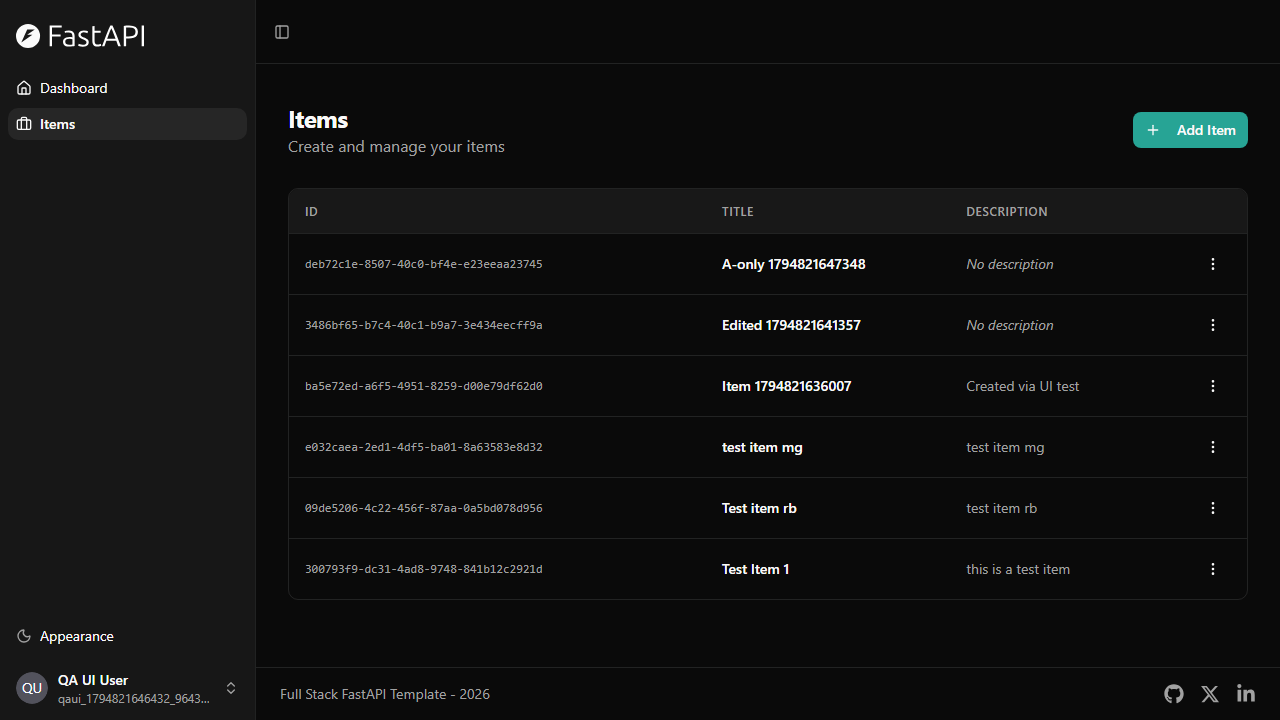 FastAPI
Dashboard
Items
Items
Create and manage your items
Add Item
ID TITLE DESCRIPTION
deb72c1e-8507-40c0-bf4e-e23eeaa23745 A-only 1794821647348 No description
3486bf65-b7c4-40c1-b9a7-3e434eecff9a Edited 1794821641357 No description
ba5e72ed-a6f5-4951-8259-d00e79df62d0 Item 1794821636007 Created via UI test
e032caea-2ed1-4df5-ba01-8a63583e8d32 test item mg test item mg
09de5206-4c22-456f-87aa-0a5bd078d956 Test item rb test item rb
300793f9-dc31-4ad8-9748-841b12c2921d Test Item 1 this is a test item
Appearance
QU
QA UI User
qaui_1794821646432_9643...
Full Stack FastAPI Template - 2026